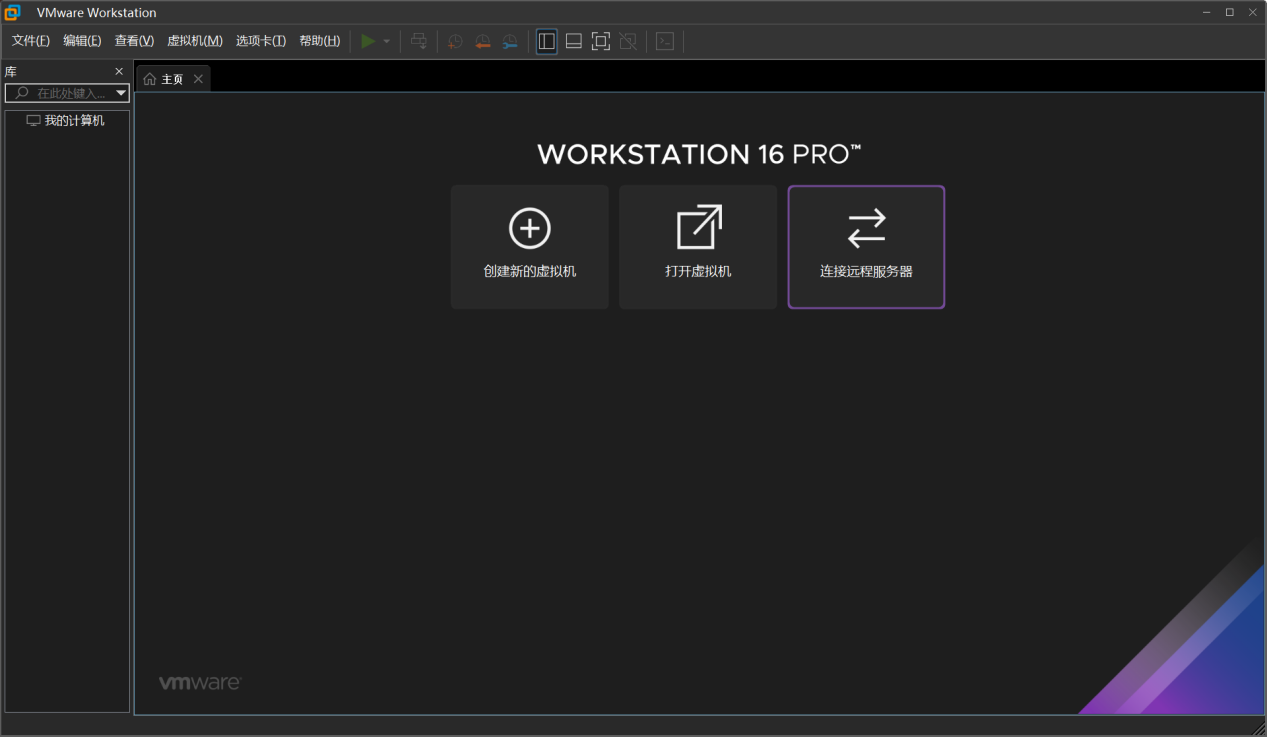 VMware Workstation
文件(F) 编辑(E) 查看(V) 虚拟机(M) 选项卡(T) 帮助(H)
库
主页
在此处键入...
我的计算机
WORKSTATION 16 PRO™
创建新的虚拟机 打开虚拟机 连接远程服务器
vmware